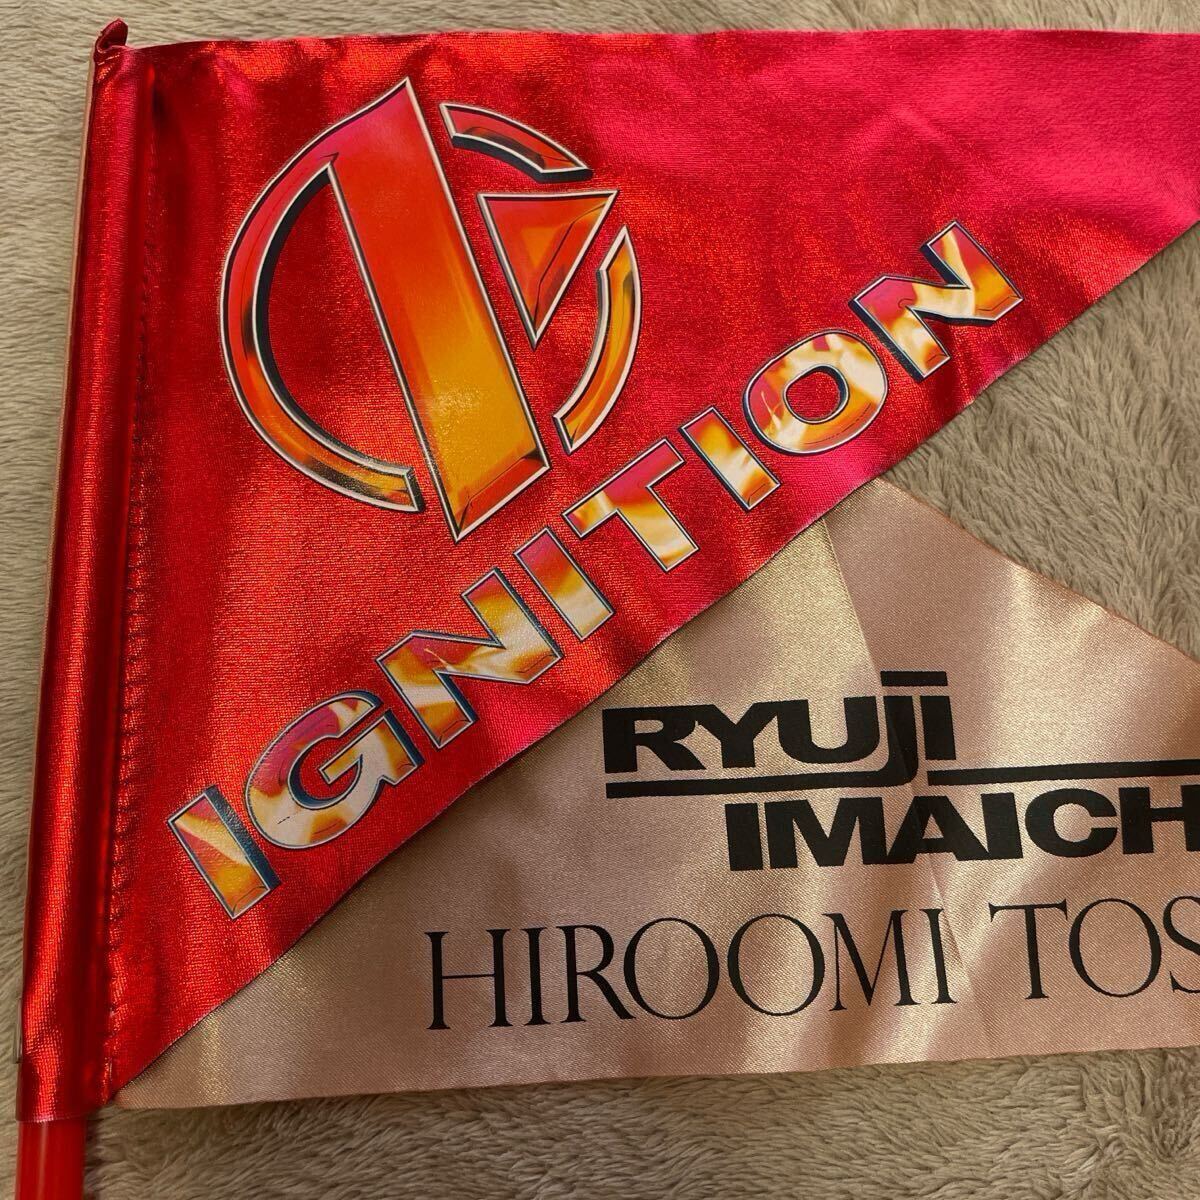 IGNITION
RYUJI
IMAICH
HIROOMI TOS